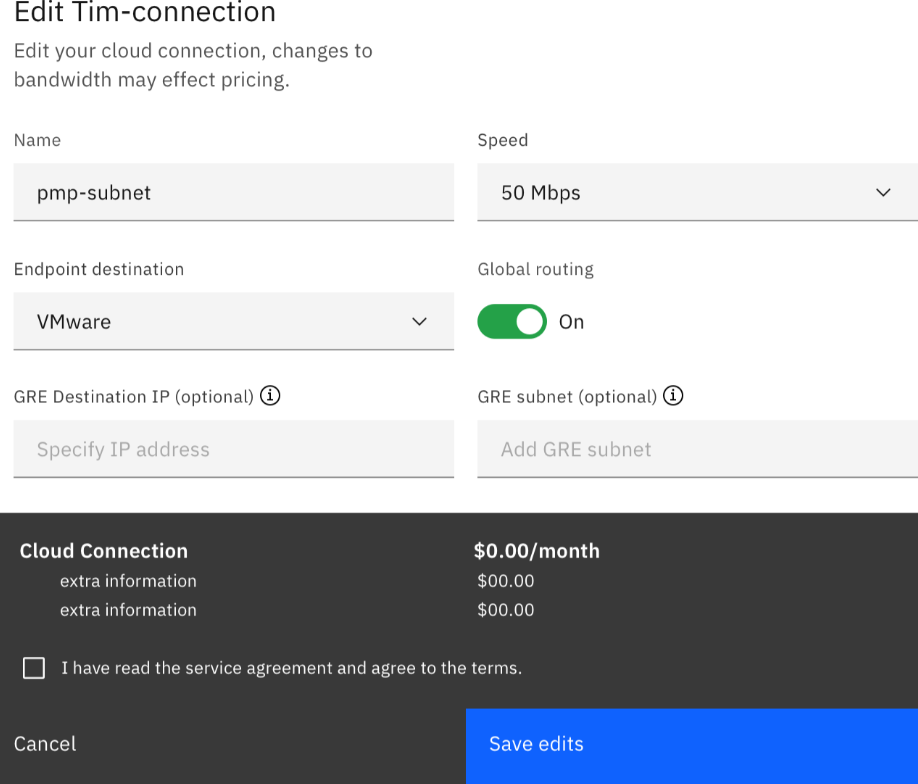 Edit Tim-connection
Edit your cloud connection, changes to
bandwidth may effect pricing.
Name
Speed
pmp-subnet
50 Mbps
Endpoint destination
Global routing
VMware
On
GRE Destination IP (optional)
GRE subnet (optional)
Specify IP address
Add GRE subnet
Cloud Connection
$0.00/month
extra information
$00.00
extra information
$00.00
I have read the service agreement and agree to the terms.
Cancel
Save edits